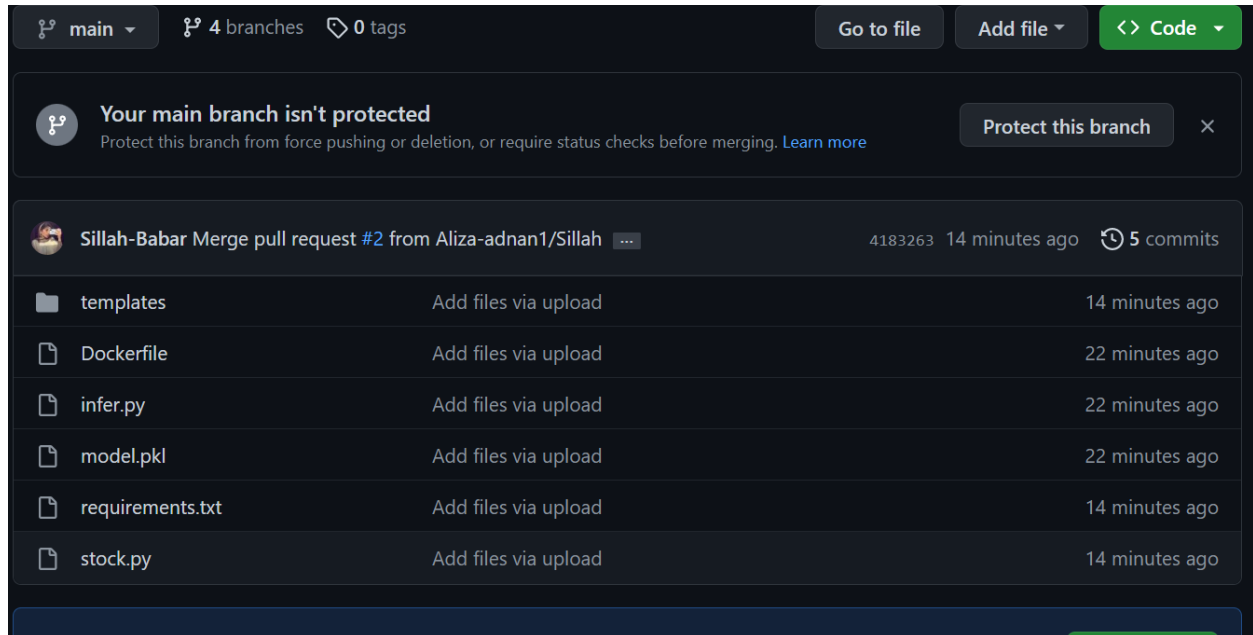 main 4 branches 0 tags Go to file Add file <> Code
Your main branch isn't protected
Protect this branch from force pushing or deletion, or require status checks before merging. Learn more
Protect this branch
Sillah-Babar Merge pull request #2 from Aliza-adnan1/Sillah ... 4183263 14 minutes ago 5 commits
templates Add files via upload 14 minutes ago
Dockerfile Add files via upload 22 minutes ago
infer.py Add files via upload 22 minutes ago
model.pkl Add files via upload 22 minutes ago
requirements.txt Add files via upload 14 minutes ago
stock.py Add files via upload 14 minutes ago